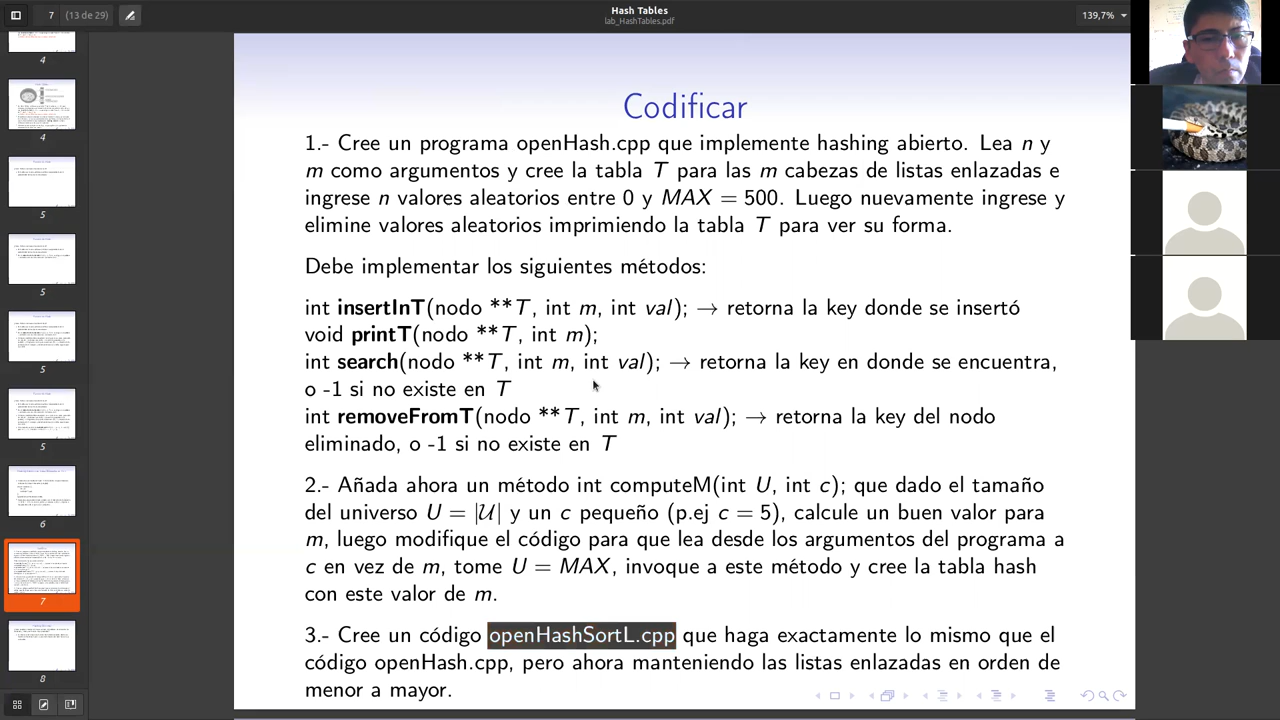 Hash Tables
lab_HashTables.pdf
7 (13 de 29)
139,7%
4
4
5
5
5
5
6
7
8
Codificar
1.- Cree un programa openHash.cpp que implemente hashing abierto. Lea n y
m como argumentos y cree la tabla T para las m cabezas de listas enlazadas e
ingrese n valores aleatorios entre 0 y MAX = 500. Luego nuevamente ingrese y
elimine valores aleatorios imprimiendo la tabla T para ver su forma.
Debe implementar los siguientes métodos:
int insertInT(nodo **T, int m, int val); → retorna la key donde se insertó
void printT(nodo **T, int m);
int search(nodo **T, int m, int val); → retorna la key en donde se encuentra,
o -1 si no existe en T
int removeFromT(nodo **T, int m, int val); → retorna la key del nodo
eliminado, o -1 si no existe en T
2.- Añada ahora un método int computeM(int U, int c); que dado el tamaño
del universo U = |𝒰| y un c pequeño (p.ej c = 5), calcule un buen valor para
m, luego modifique el código para que lea desde los argumentos del programa a
c en vez de m, tome U = MAX, invoque a este método y cree la tabla hash
con este valor de m.
3.- Cree un código openHashSortL.cpp que haga exactamente lo mismo que el
código openHash.cpp, pero ahora manteniendo las listas enlazadas en orden de
menor a mayor.